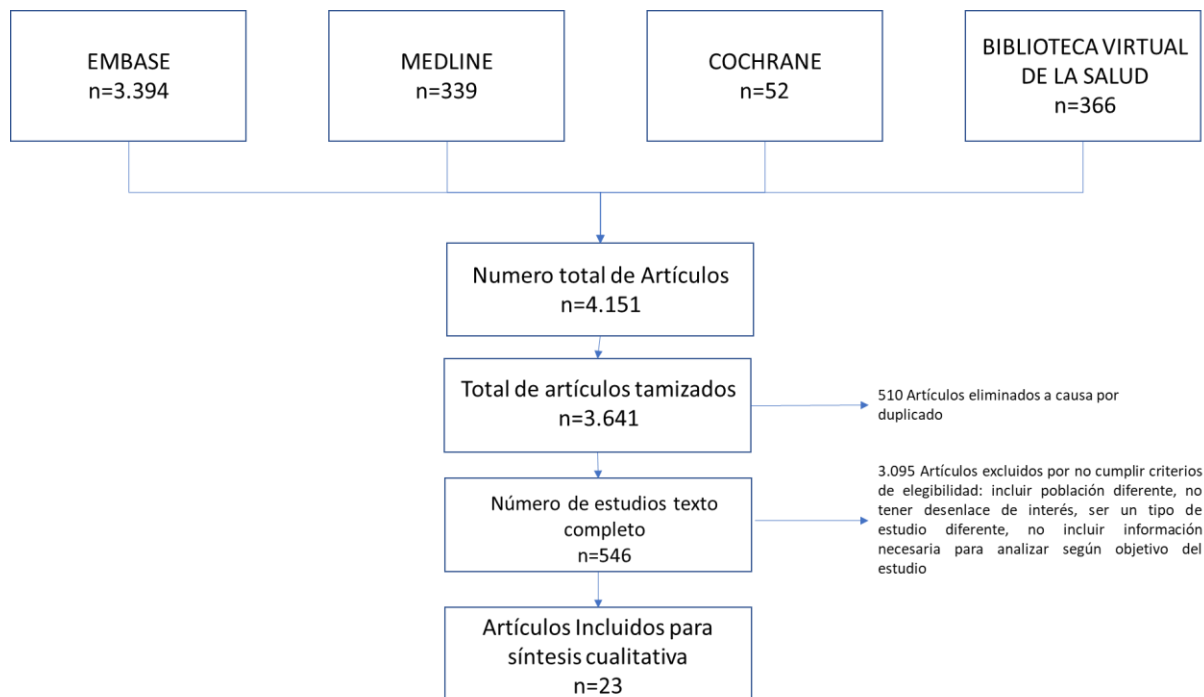 EMBASE
n=3.394
MEDLINE
n=339
COCHRANE
n=52
BIBLIOTECA VIRTUAL
DE LA SALUD
n=366
Numero total de Artículos
n=4.151
Total de artículos tamizados
n=3.641
510 Artículos eliminados a causa por
duplicado
Número de estudios texto
completo
n=546
3.095 Artículos excluidos por no cumplir criterios
de elegibilidad: incluir población diferente, no
tener desenlace de interés, ser un tipo de
estudio diferente, no incluir información
necesaria para analizar según objetivo del
estudio
Artículos Incluidos para
síntesis cualitativa
n=23